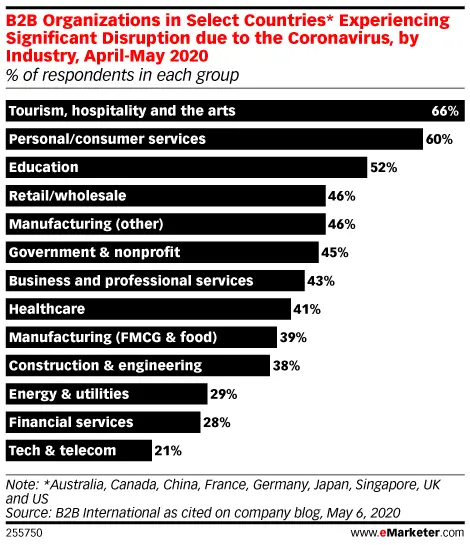 B2B Organizations in Select Countries* Experiencing
Significant Disruption due to the Coronavirus, by
Industry, April-May 2020
% of respondents in each group
Tourism, hospitality and the arts 66%
Personal/consumer services 60%
Education 52%
Retail/wholesale 46%
Manufacturing (other) 46%
Government & nonprofit 45%
Business and professional services 43%
Healthcare 41%
Manufacturing (FMCG & food) 39%
Construction & engineering 38%
Energy & utilities 29%
Financial services 28%
Tech & telecom 21%
Note: *Australia, Canada, China, France, Germany, Japan, Singapore, UK
and US
Source: B2B International as cited on company blog, May 6, 2020
255750 www.eMarketer.com